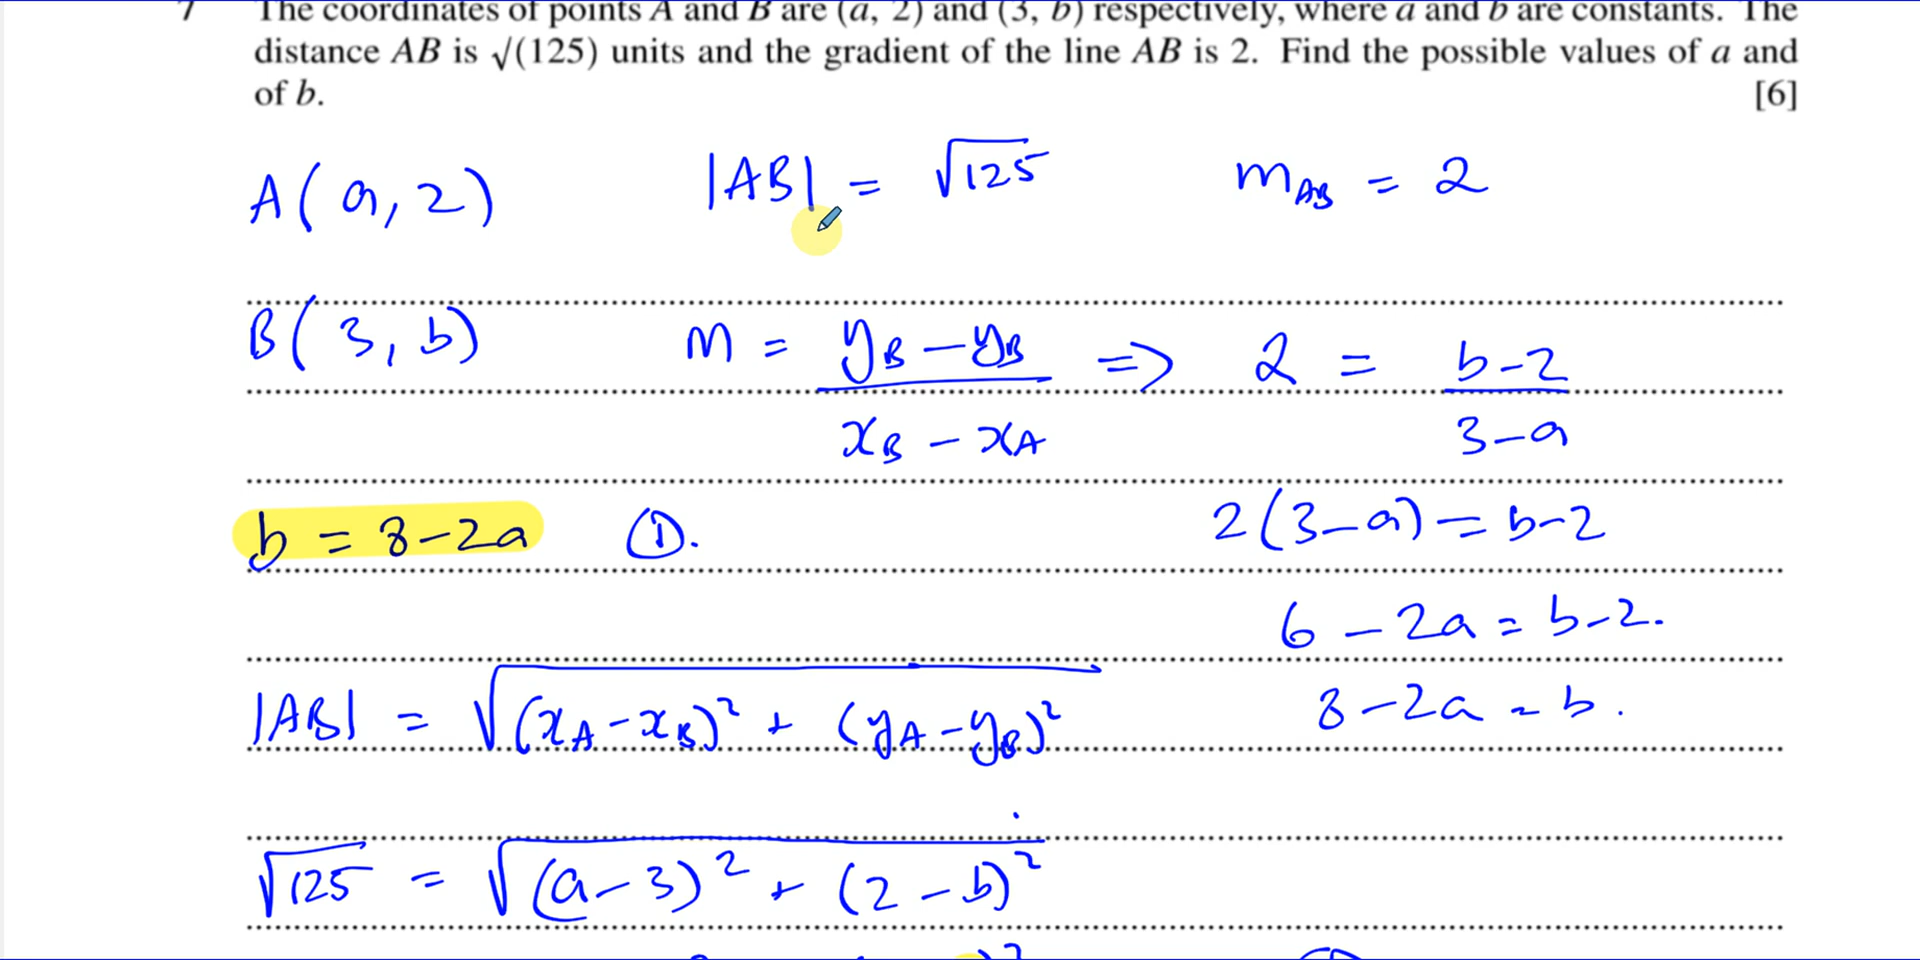 7 The coordinates of points A and B are (a, 2) and (3, b) respectively, where a and b are constants. The
distance AB is √(125) units and the gradient of the line AB is 2. Find the possible values of a and
of b. [6]
A(a,2) |AB| = √125 m_AB = 2
B(3,b) m = (y_B - y_B)/(x_B - x_A) => 2 = (b-2)/(3-a)
b = 8-2a ①. 2(3-a) = b-2
6 - 2a = b-2.
8-2a = b.
|AB| = √((x_A - x_B)² + (y_A - y_B)²)
√125 = √((a-3)² + (2-b)²)